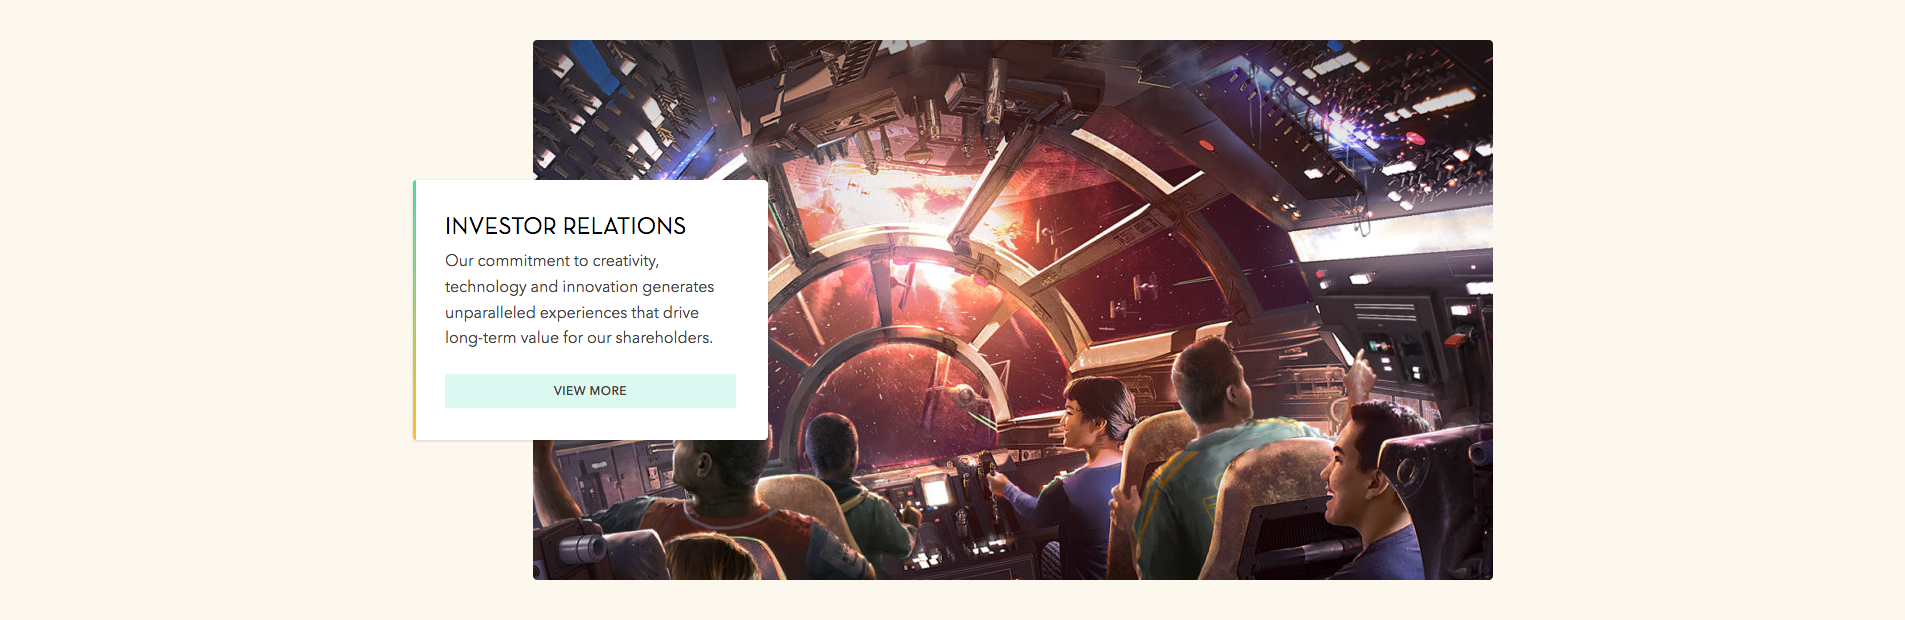 INVESTOR RELATIONS
Our commitment to creativity,
technology and innovation generates
unparalleled experiences that drive
long-term value for our shareholders.
VIEW MORE